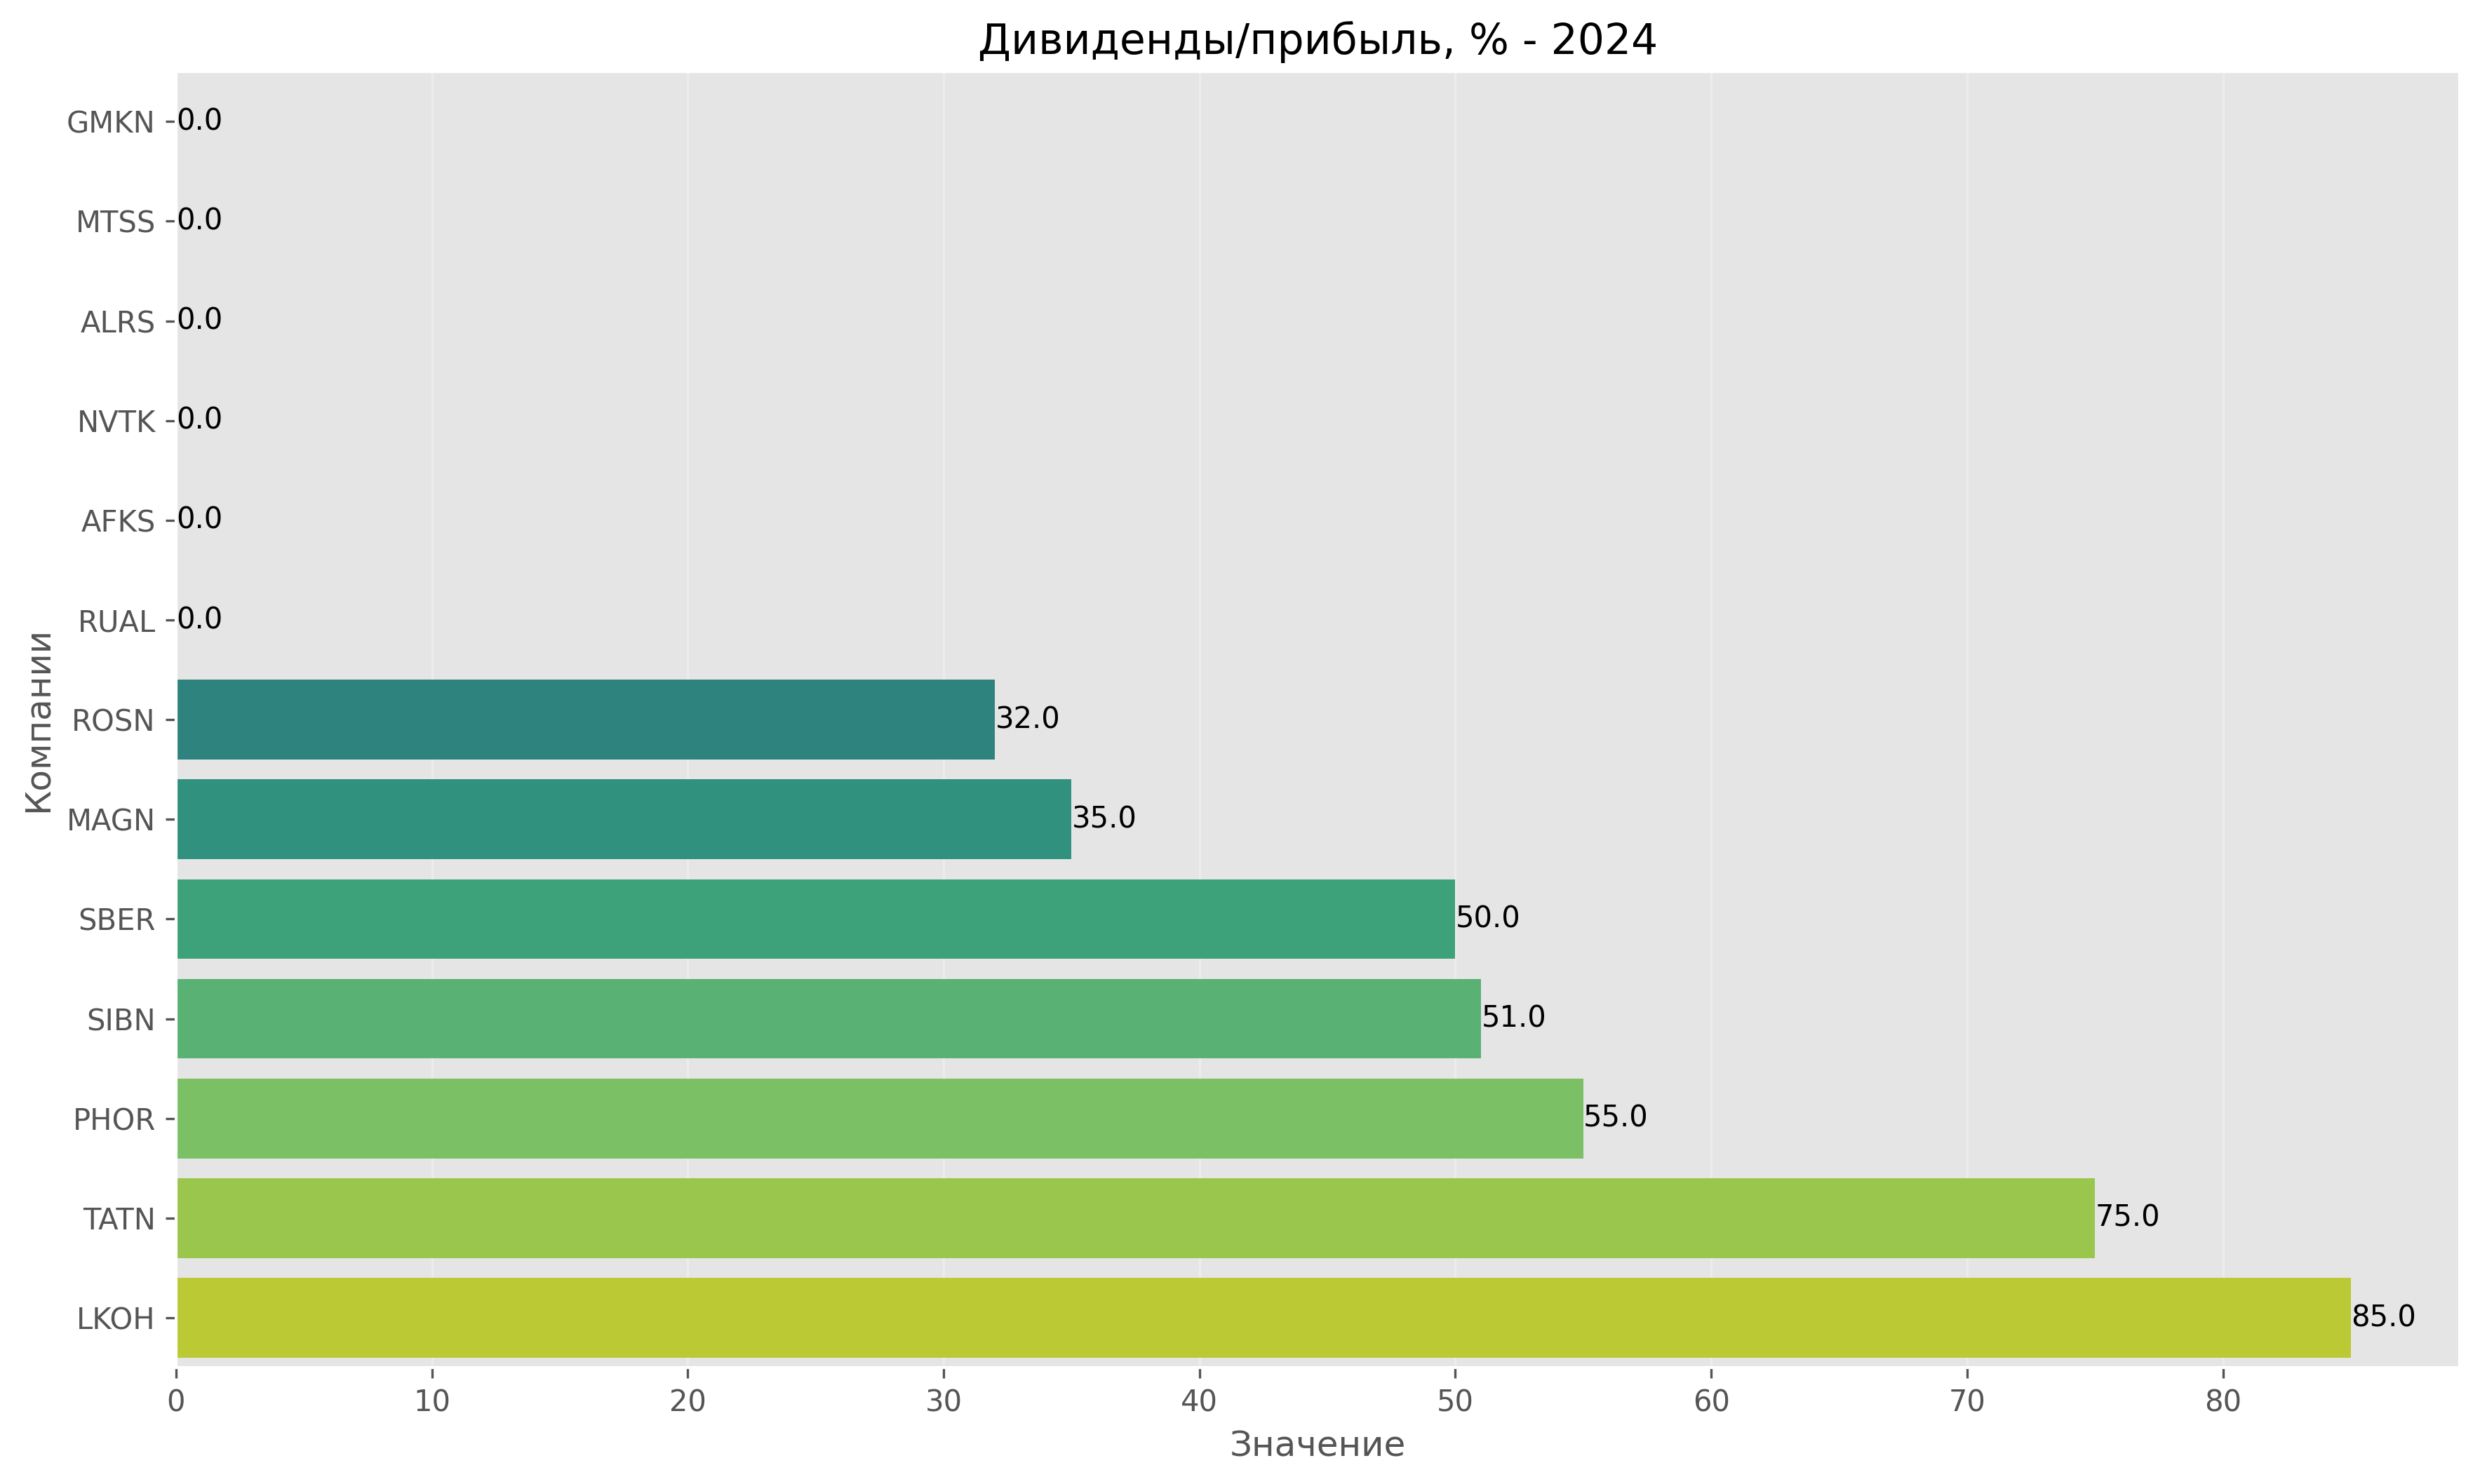 Дивиденды/прибыль, % - 2024
Компании
GMKN 0.0
MTSS 0.0
ALRS 0.0
NVTK 0.0
AFKS 0.0
RUAL 0.0
ROSN 32.0
MAGN 35.0
SBER 50.0
SIBN 51.0
PHOR 55.0
TATN 75.0
LKOH 85.0
0 10 20 30 40 50 60 70 80
Значение